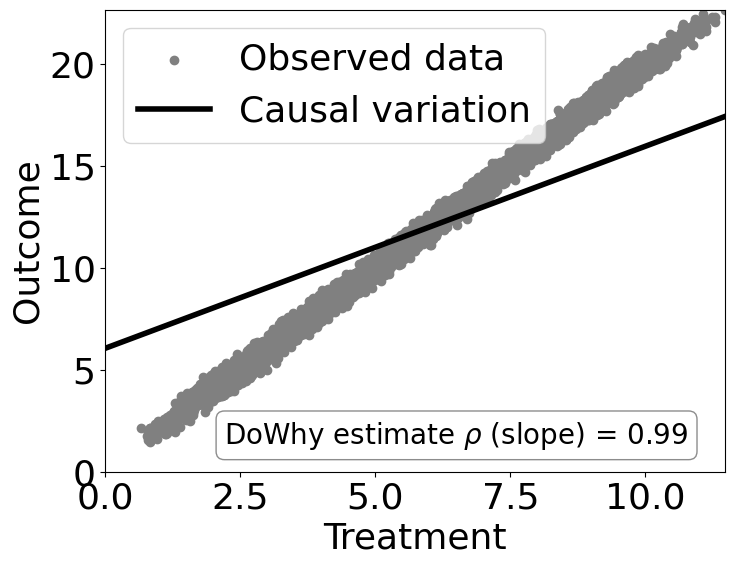 Observed data
Causal variation
Outcome
20
15
10
5
0
DoWhy estimate ρ (slope) = 0.99
0.0 2.5 5.0 7.5 10.0
Treatment